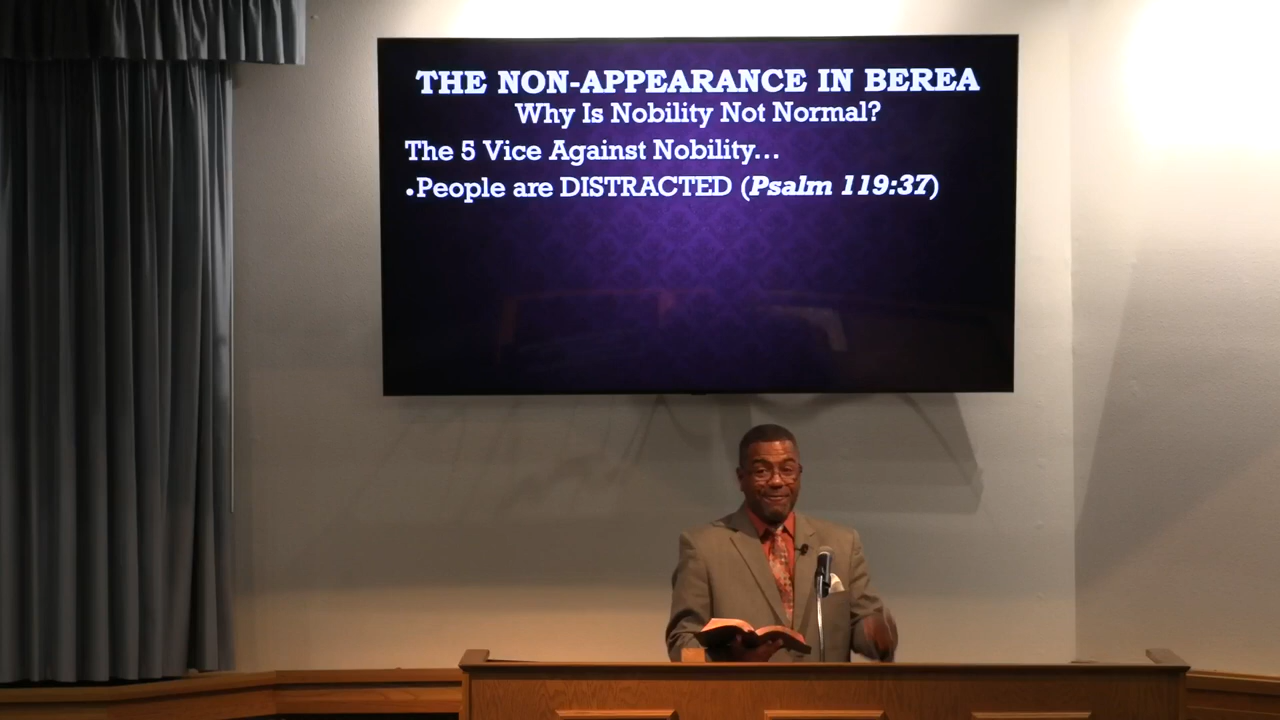 THE NON-APPEARANCE IN BEREA
Why Is Nobility Not Normal?
The 5 Vice Against Nobility...
•People are DISTRACTED (Psalm 119:37)